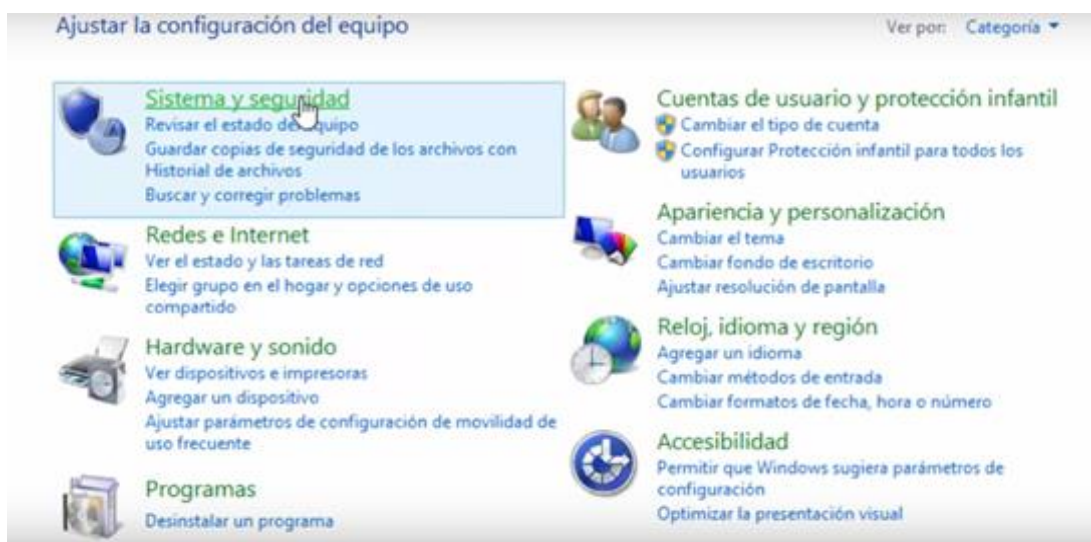 Ajustar la configuración del equipo
Ver por: Categoría
Sistema y seguridad
Revisar el estado del equipo
Guardar copias de seguridad de los archivos con
Historial de archivos
Buscar y corregir problemas
Redes e Internet
Ver el estado y las tareas de red
Elegir grupo en el hogar y opciones de uso
compartido
Hardware y sonido
Ver dispositivos e impresoras
Agregar un dispositivo
Ajustar parámetros de configuración de movilidad de
uso frecuente
Programas
Desinstalar un programa
Cuentas de usuario y protección infantil
Cambiar el tipo de cuenta
Configurar Protección infantil para todos los
usuarios
Apariencia y personalización
Cambiar el tema
Cambiar fondo de escritorio
Ajustar resolución de pantalla
Reloj, idioma y región
Agregar un idioma
Cambiar métodos de entrada
Cambiar formatos de fecha, hora o número
Accesibilidad
Permitir que Windows sugiera parámetros de
configuración
Optimizar la presentación visual